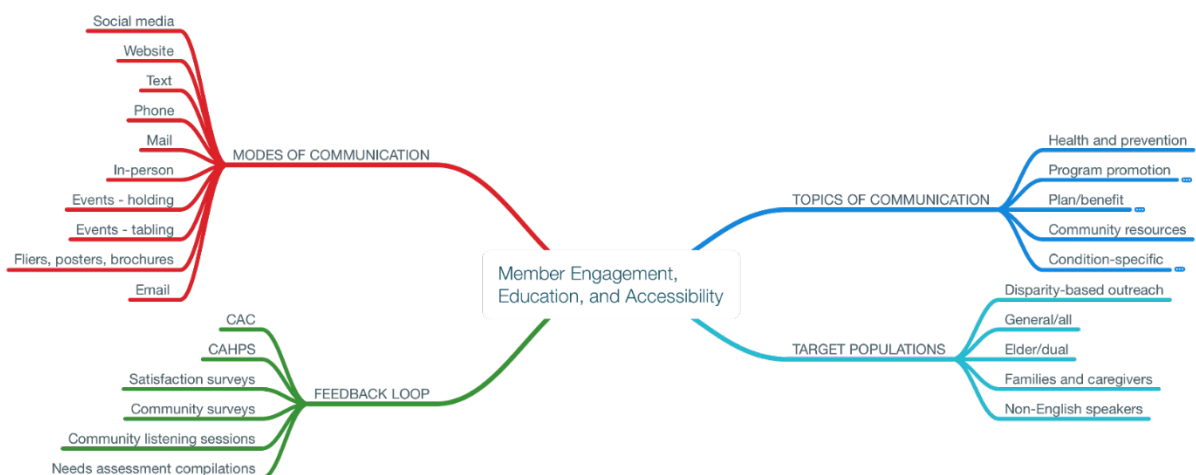 Social media
Website
Text
Phone
Mail
In-person
Events - holding
Events - tabling
Fliers, posters, brochures
Email
MODES OF COMMUNICATION
CAC
CAHPS
Satisfaction surveys
Community surveys
Community listening sessions
Needs assessment compilations
FEEDBACK LOOP
Member Engagement,
Education, and Accessibility
TOPICS OF COMMUNICATION
Health and prevention
Program promotion
Plan/benefit
Community resources
Condition-specific
TARGET POPULATIONS
Disparity-based outreach
General/all
Elder/dual
Families and caregivers
Non-English speakers